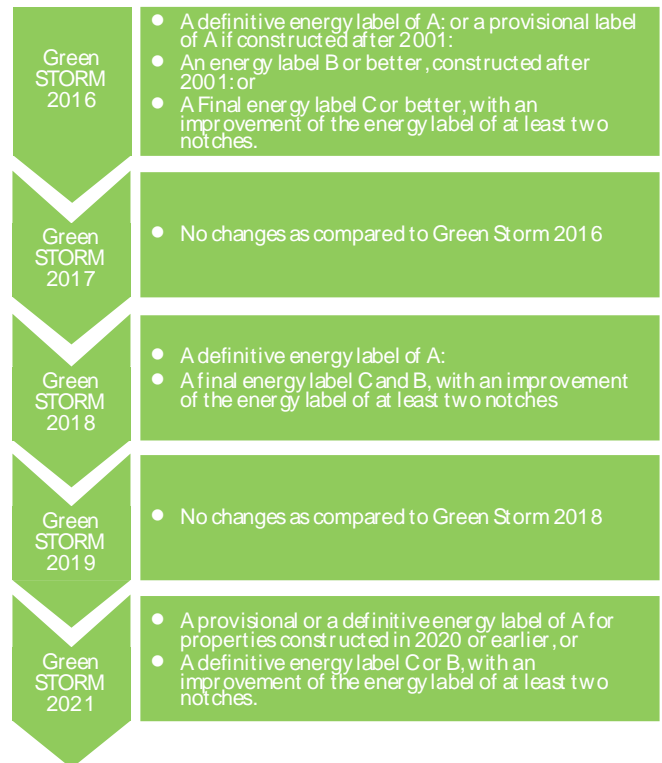 Green
STORM
2016
● A definitive energy label of A: or a provisional label
of A if constructed after 2001:
● An energy label B or better, constructed after
2001: or
● A Final energy label C or better, with an
improvement of the energy label of at least two
notches.
Green
STORM
2017
● No changes as compared to Green Storm 2016
Green
STORM
2018
● A definitive energy label of A:
● A final energy label C and B, with an improvement
of the energy label of at least two notches
Green
STORM
2019
● No changes as compared to Green Storm 2018
Green
STORM
2021
● A provisional or a definitive energy label of A for
properties constructed in 2020 or earlier, or
● A definitive energy label C or B, with an
improvement of the energy label of at least two
notches.